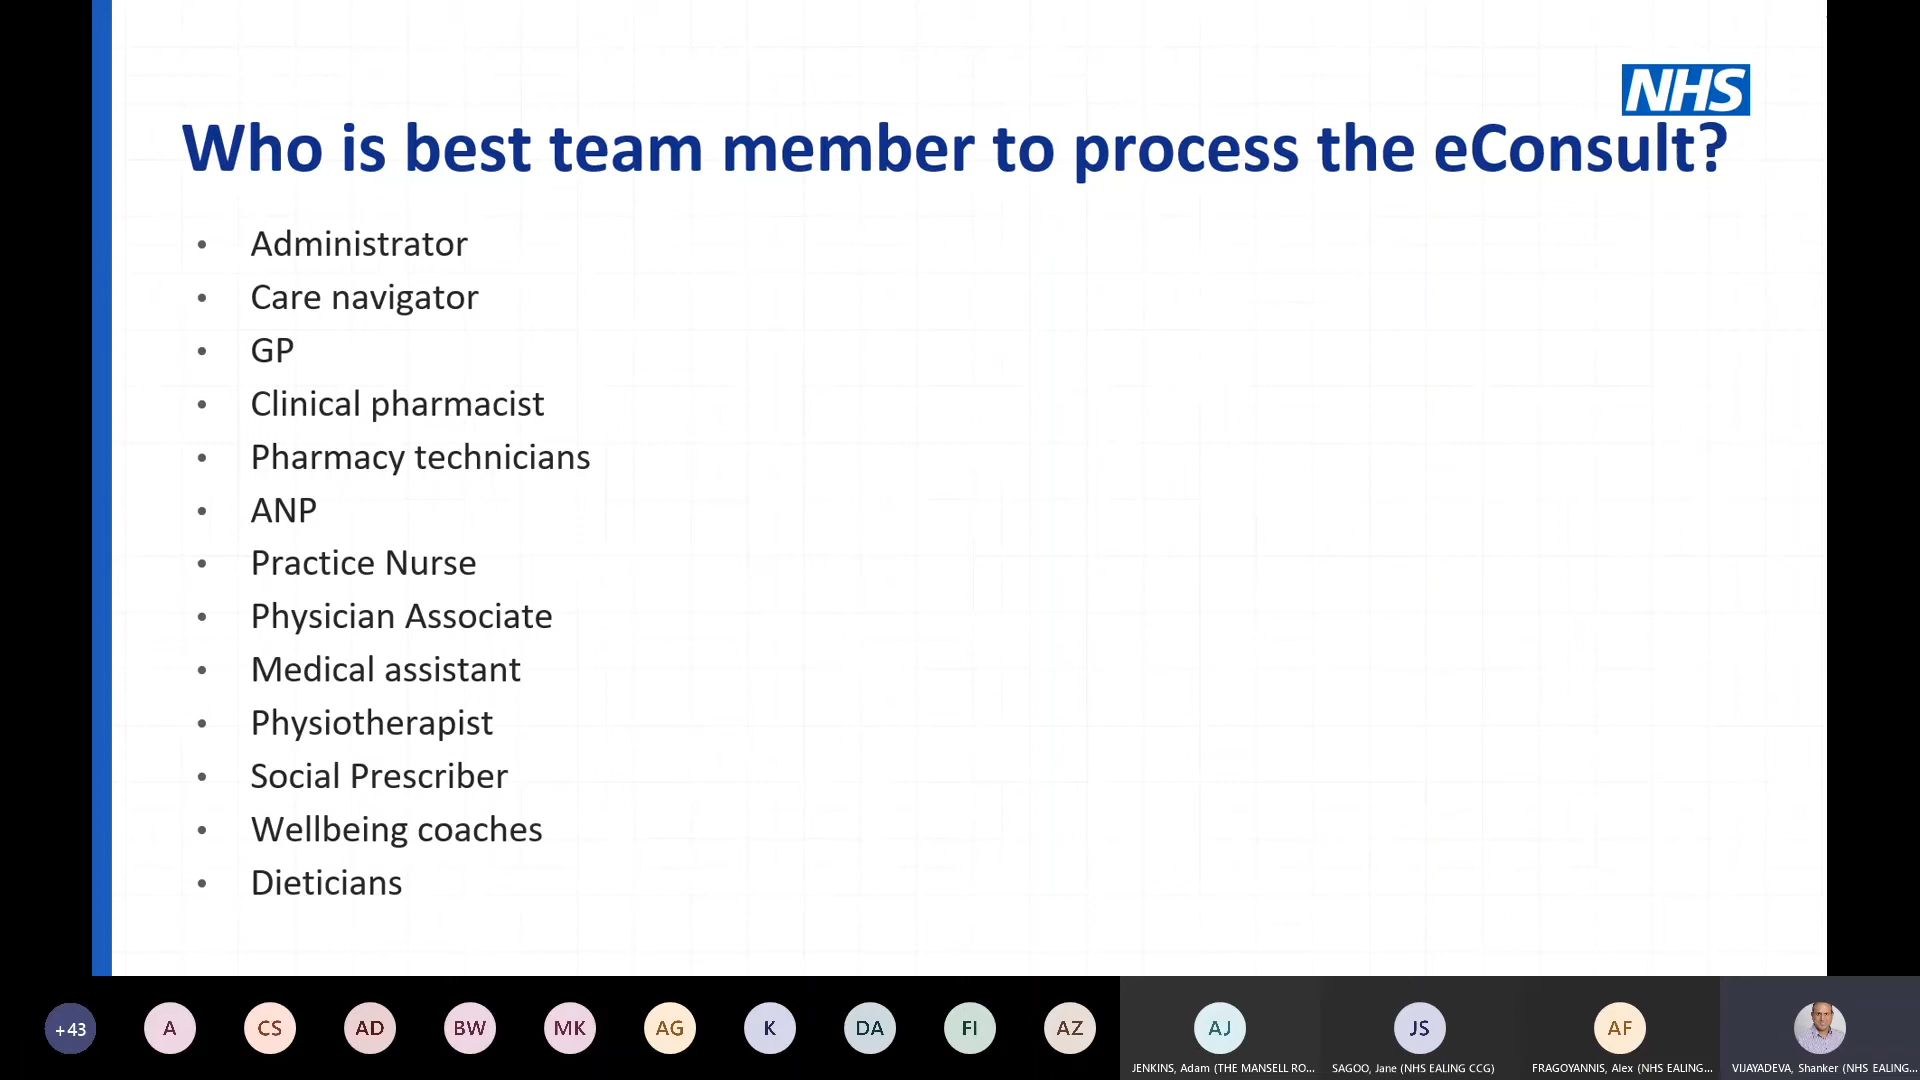 NHS
Who is best team member to process the eConsult?
• Administrator
• Care navigator
• GP
• Clinical pharmacist
• Pharmacy technicians
• ANP
• Practice Nurse
• Physician Associate
• Medical assistant
• Physiotherapist
• Social Prescriber
• Wellbeing coaches
• Dieticians
+43
A
CS
AD
BW
MK
AG
K
DA
FI
AZ
AJ
JS
AF
JENKINS, Adam (THE MANSELL RO...
SAGOO, Jane (NHS EALING CCG)
FRAGOYANNIS, Alex (NHS EALING...
VIJAYADEVA, Shanker (NHS EALING...